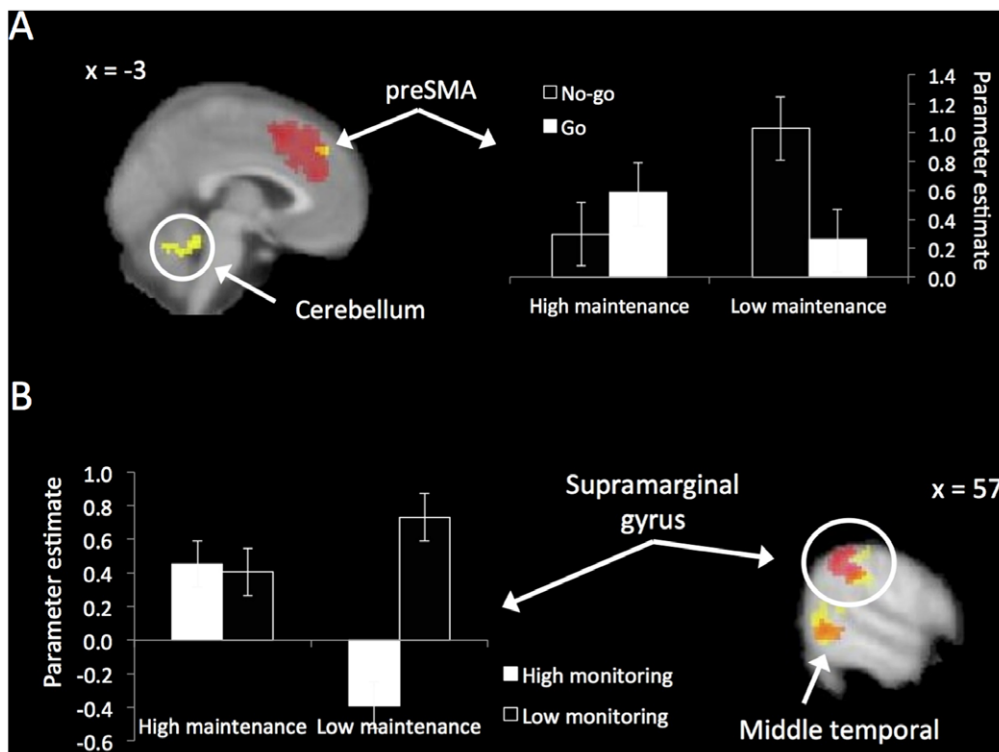 A
x = -3
preSMA
Cerebellum
No-go
Go
1.4
1.2
1.0
0.8
0.6
0.4
0.2
0.0
Parameter estimate
High maintenance
Low maintenance
B
1.0
0.8
0.6
0.4
0.2
0.0
-0.2
-0.4
-0.6
Parameter estimate
High maintenance
Low maintenance
Supramarginal
gyrus
x = 57
High monitoring
Low monitoring
Middle temporal